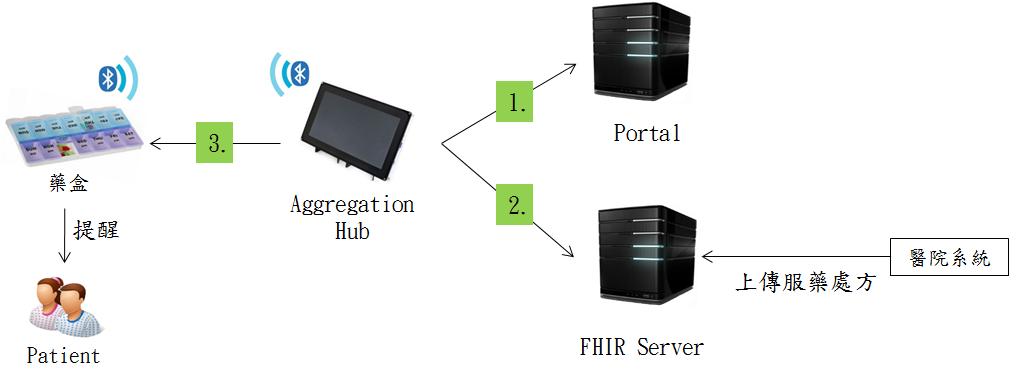 1.
Portal
3.
藥盒
Aggregation
Hub
2.
提醒
醫院系統
上傳服藥處方
Patient
FHIR Server